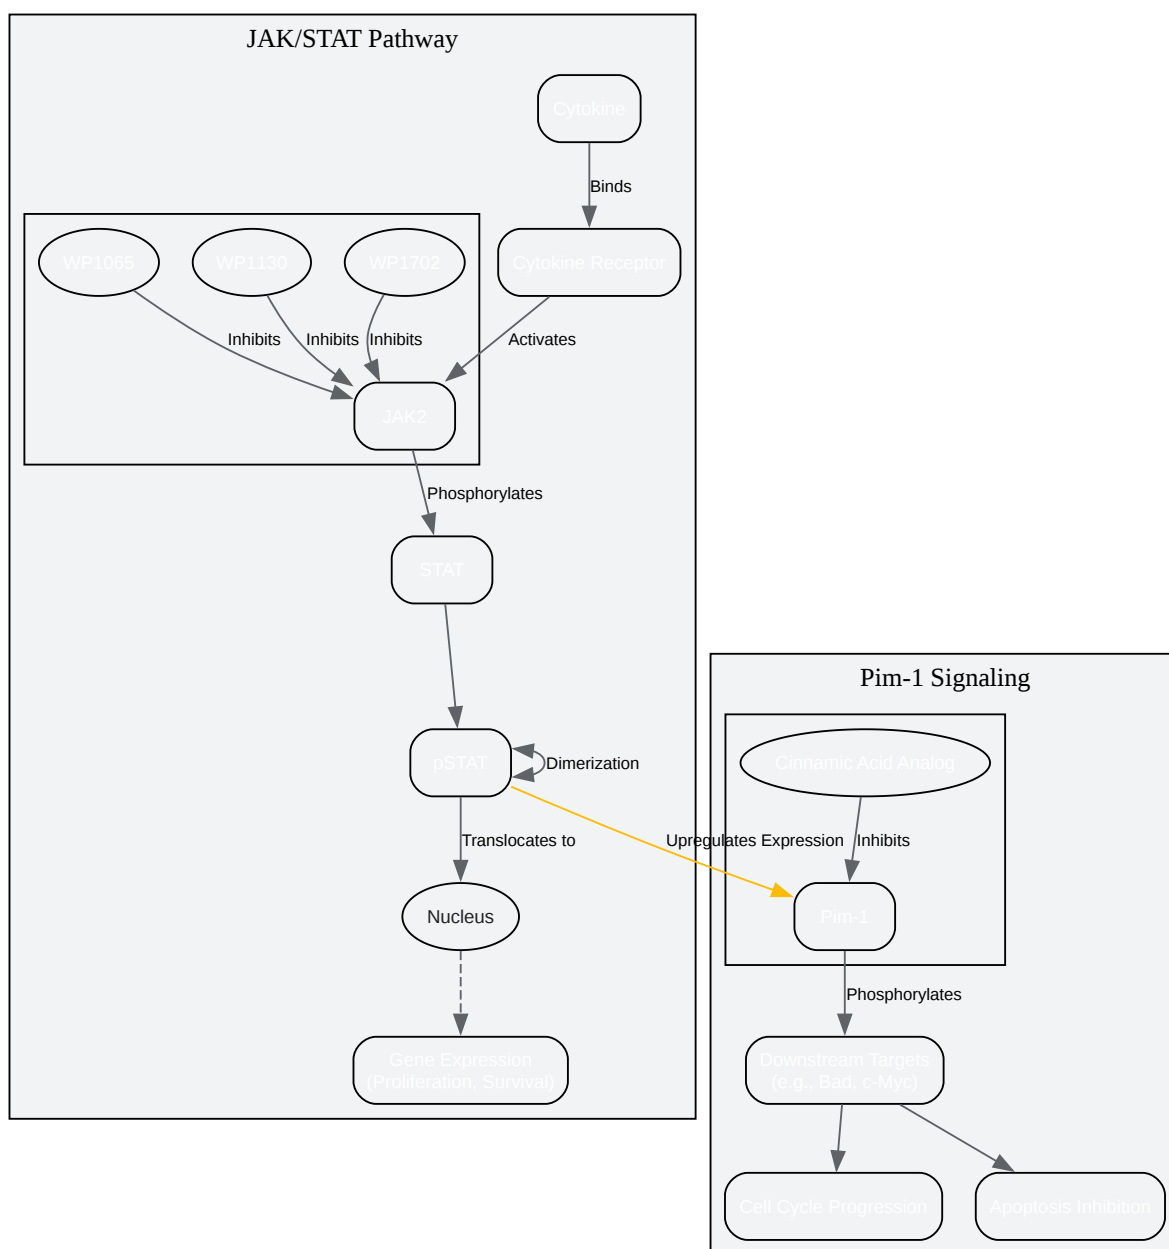 JAK/STAT Pathway
Cytokine
Binds
WP1065
WP1130
WP1702
Cytokine Receptor
Inhibits
Inhibits
Inhibits
Activates
JAK2
Phosphorylates
STAT
pSTAT
Dimerization
Translocates to
Upregulates Expression
Nucleus
Gene Expression
(Proliferation, Survival)
Pim-1 Signaling
Cinnamic Acid Analog
Inhibits
Pim-1
Phosphorylates
Downstream Targets
(e.g., Bad, c-Myc)
Cell Cycle Progression
Apoptosis Inhibition